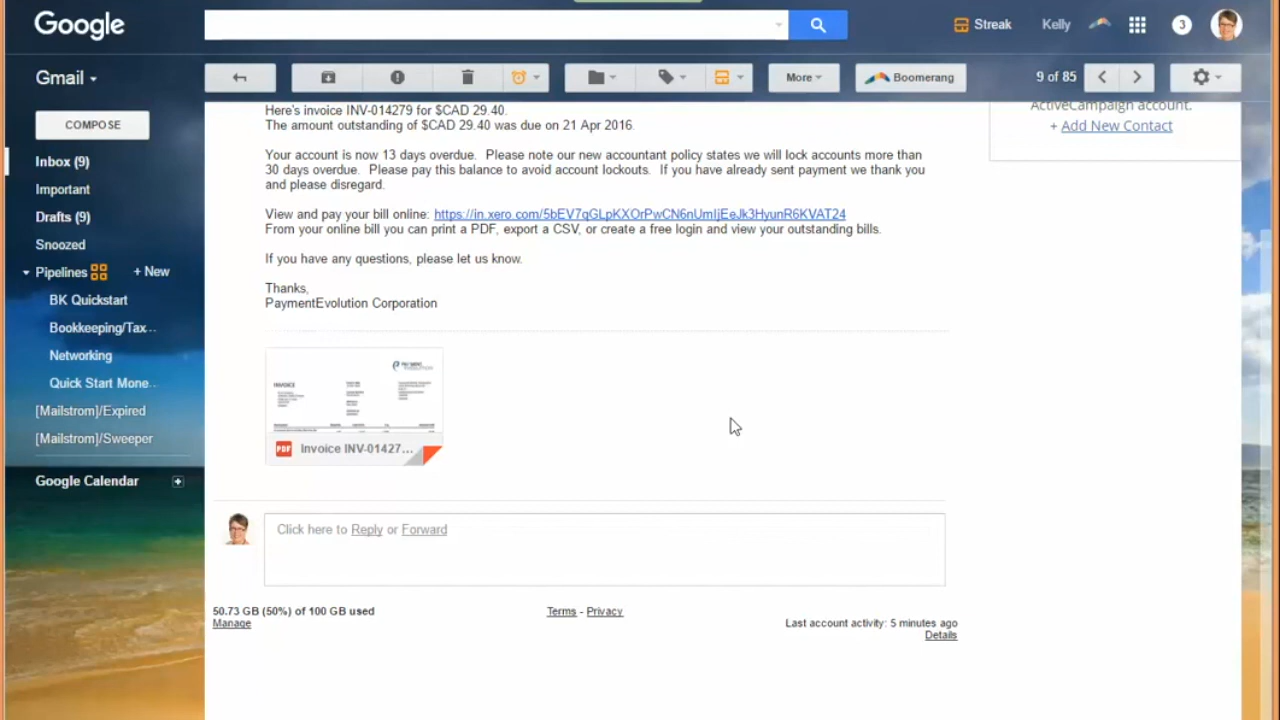 Google
Streak
Kelly
3
Gmail
More
Boomerang
9 of 85
COMPOSE
Inbox (9)
Important
Drafts (9)
Snoozed
Pipelines
+ New
BK Quickstart
Bookkeeping/Tax...
Networking
Quick Start Mone...
[Mailstrom]/Expired
[Mailstrom]/Sweeper
Google Calendar
Here's invoice INV-014279 for $CAD 29.40.
The amount outstanding of $CAD 29.40 was due on 21 Apr 2016.
Your account is now 13 days overdue. Please note our new accountant policy states we will lock accounts more than
30 days overdue. Please pay this balance to avoid account lockouts. If you have already sent payment we thank you
and please disregard.
View and pay your bill online: https://in.xero.com/5bEV7qGLpKXOrPwCN6nUmIjEeJk3HyunR6KVAT24
From your online bill you can print a PDF, export a CSV, or create a free login and view your outstanding bills.
If you have any questions, please let us know.
Thanks,
PaymentEvolution Corporation
INVOICE
PDF
Invoice INV-01427...
Click here to Reply or Forward
50.73 GB (50%) of 100 GB used
Manage
Terms - Privacy
Last account activity: 5 minutes ago
Details
ActiveCampaign account.
+ Add New Contact